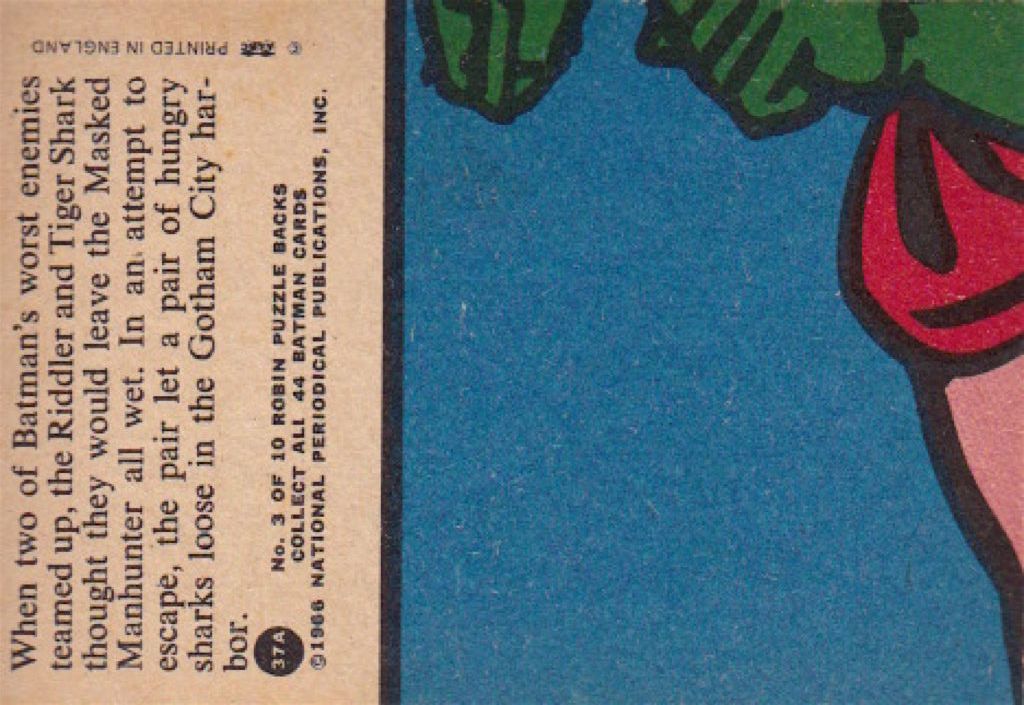 When two of Batman's worst enemies
teamed up, the Riddler and Tiger Shark
thought they would leave the Masked
Manhunter all wet. In an attempt to
escape, the pair let a pair of hungry
sharks loose in the Gotham City har-
bor.
37A
No. 3 OF 10 ROBIN PUZZLE BACKS
COLLECT ALL 44 BATMAN CARDS
©1966 NATIONAL PERIODICAL PUBLICATIONS, INC.
© PRINTED IN ENGLAND